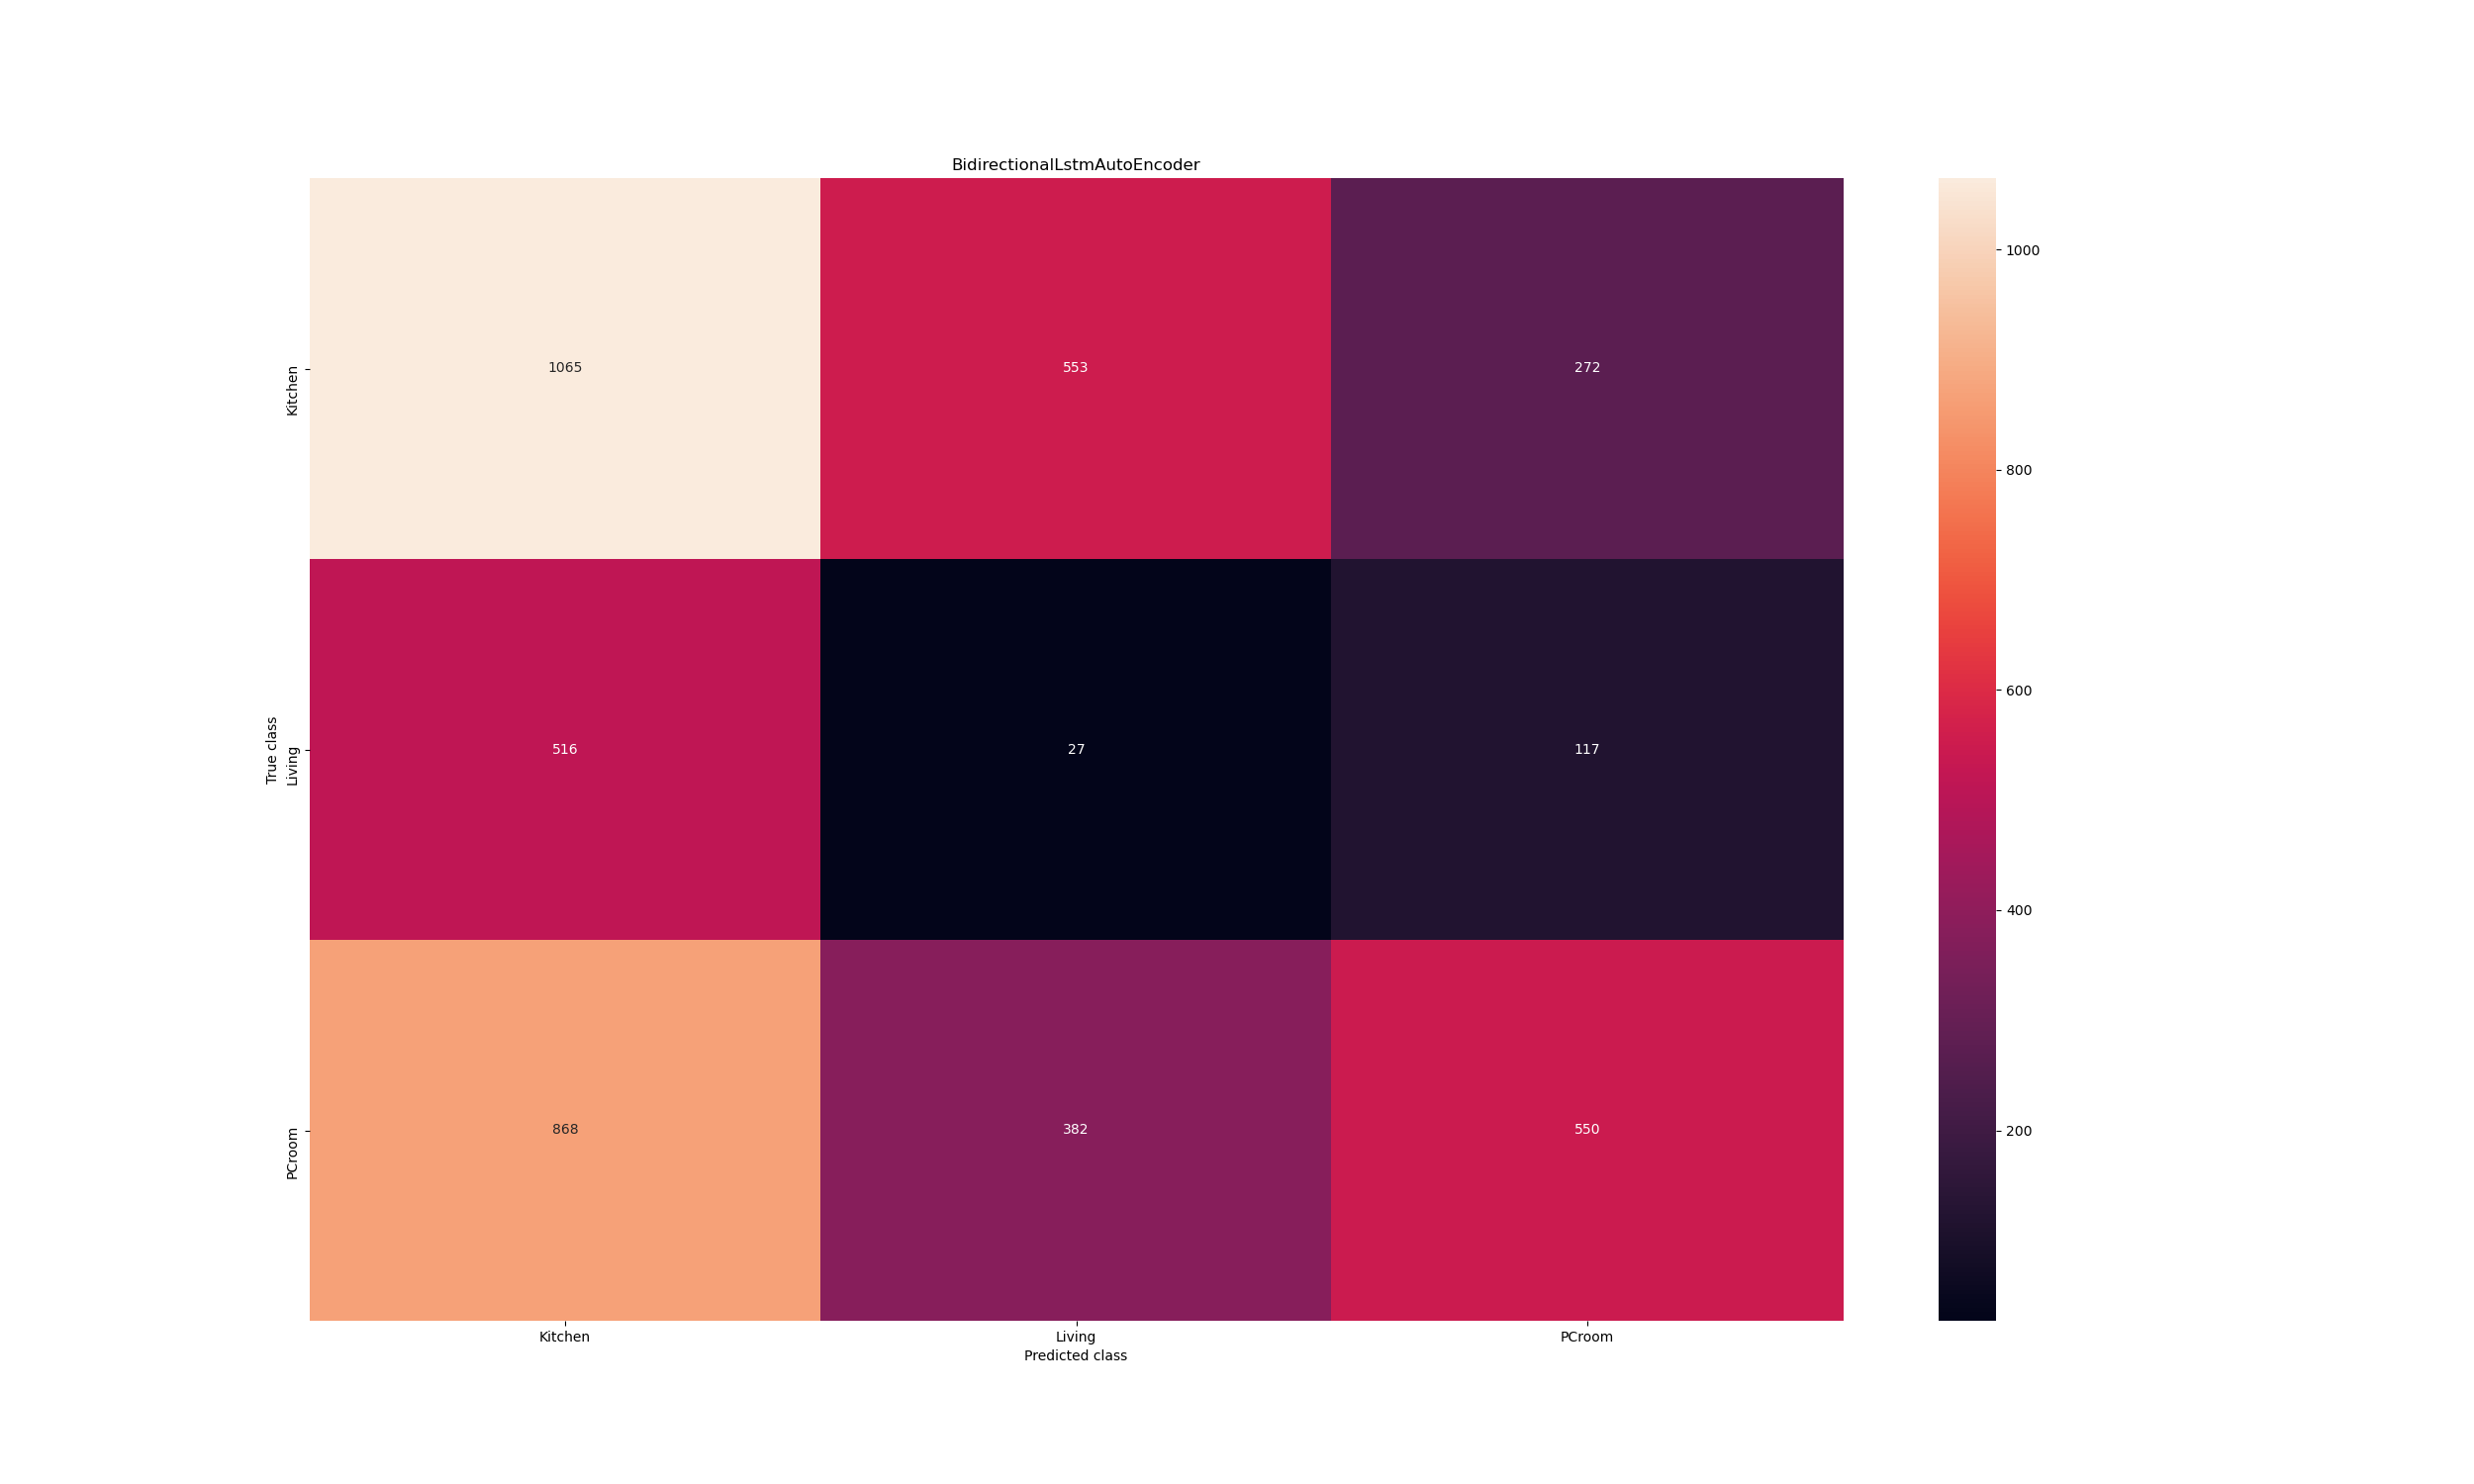 BidirectionalLstmAutoEncoder
1000
1065 553 272
Kitchen
800
600
True class
Living
516 27 117
400
868 382 550
PCroom
200
Kitchen Living PCroom
Predicted class